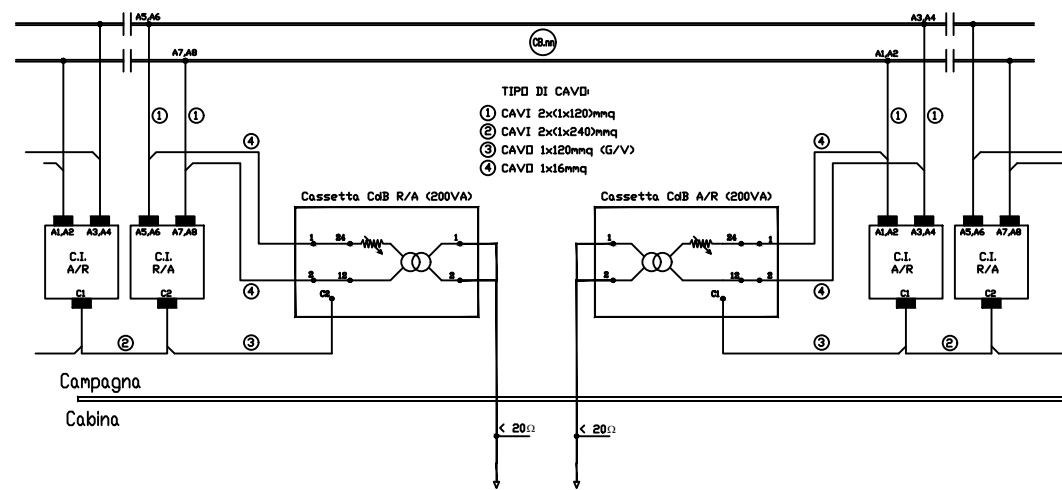 A5,A6
A3,A4
CB.nn
A7,A8
A1,A2
TIPO DI CAVO:
1 CAVI 2x(1x120)mmq
2 CAVI 2x(1x240)mmq
3 CAVO 1x120mmq (G/V)
4 CAVO 1x16mmq
1
1
1
1
4
4
Cassetta CdB R/A (200VA)
Cassetta CdB A/R (200VA)
A1,A2
A3,A4
A5,A6
A7,A8
A1,A2
A3,A4
A5,A6
A7,A8
1
24
1
1
24
1
C.I.
A/R
C.I.
R/A
C.I.
A/R
C.I.
R/A
2
12
2
2
12
2
C1
C2
4
C2
C1
4
C1
C2
2
3
3
2
Campagna
Cabina
< 20Ω
< 20Ω